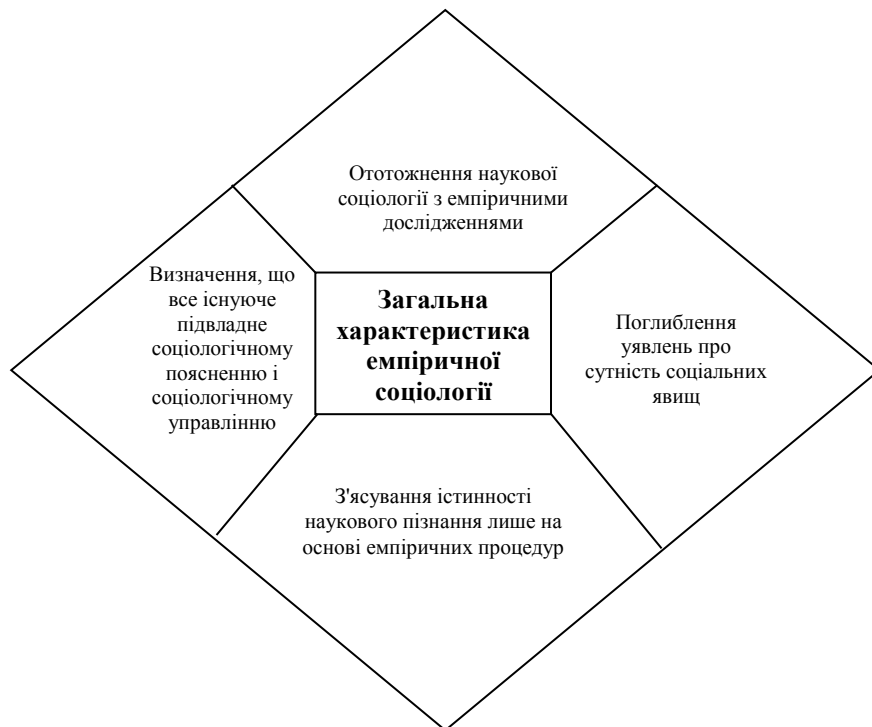 Ототожнення наукової
соціології з емпіричними
дослідженнями
Визначення, що
все існуюче
підвладне
соціологічному
поясненню і
соціологічному
управлінню
Загальна
характеристика
емпіричної
соціології
Поглиблення
уявлень про
сутність соціальних
явищ
З'ясування істинності
наукового пізнання лише на
основі емпіричних процедур